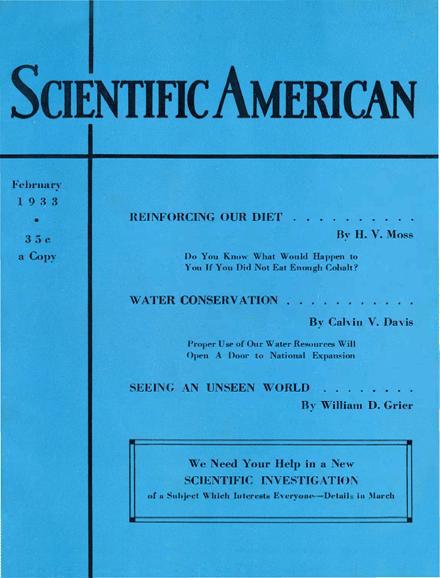 SCIENTIFIC AMERICAN
February
1933
•
35c
a Copy
REINFORCING OUR DIET . . . . . . . . . .
By H. V. Moss
Do You Know What Would Happen to
You If You Did Not Eat Enough Cobalt?
WATER CONSERVATION . . . . . . . . . . .
By Calvin V. Davis
Proper Use of Our Water Resources Will
Open A Door to National Expansion
SEEING AN UNSEEN WORLD . . . . . . . .
By William D. Grier
We Need Your Help in a New
SCIENTIFIC INVESTIGATION
of a Subject Which Interests Everyone—Details in March